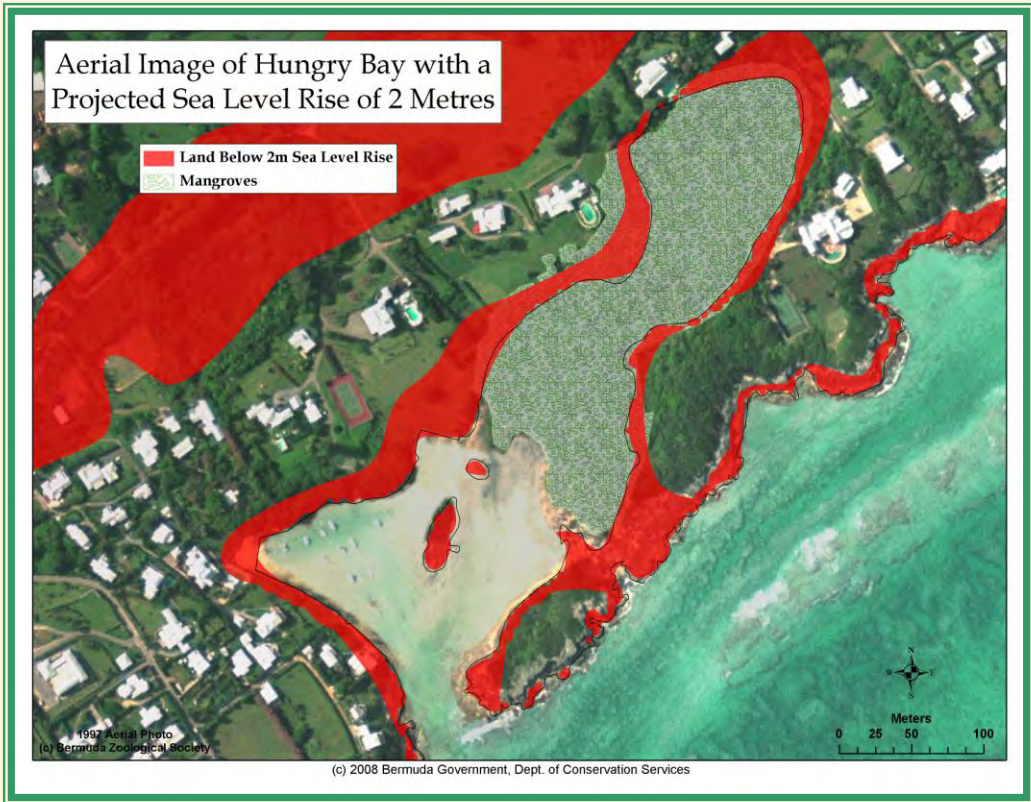 Aerial Image of Hungry Bay with a
Projected Sea Level Rise of 2 Metres
Land Below 2m Sea Level Rise
Mangroves
N
W E
S
Meters
0 25 50 100
1997 Aerial Photo
(c) Bermuda Zoological Society
(c) 2008 Bermuda Government, Dept. of Conservation Services